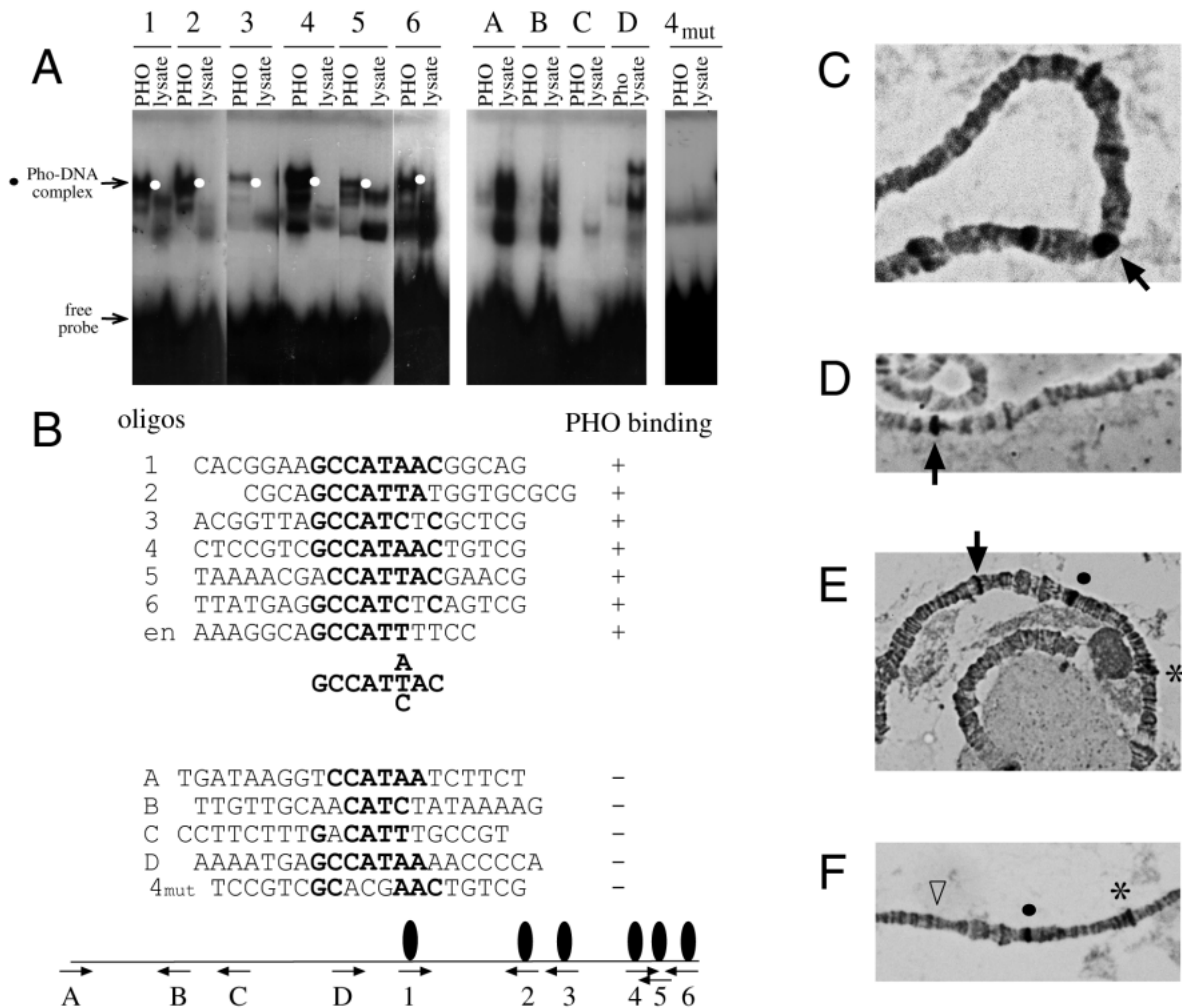 1 2 3 4 5 6 A B C D 4mut
A
PHO lysate PHO lysate PHO lysate PHO lysate PHO lysate PHO lysate PHO lysate PHO lysate PHO lysate Pho lysate PHO lysate
Pho-DNA
complex
free
probe
B
oligos PHO binding
1 CACGGAAGCCATAACGGCAG +
2 CGCAGCCATTATGGTGCGCG +
3 ACGGTTAGCCATCTCGCTCG +
4 CTCCGTCGCCATAACTGTCG +
5 TAAAACGACCATTACGAACG +
6 TTATGAGGCCATCTCAGTCG +
en AAAGGCAGCCATTTTCC +
A
GCCATTAC
C
A TGATAAGGTCCATAATCTTCT −
B TTGTTGCAACATCTATAAAAG −
C CCTTCTTTGACATTTGCCGT −
D AAAATGAGCCATAAAACCCCA −
4mut TCCGTCGCACGAACTGTCG −
A B C D 1 2 3 4 5 6
C
D
E
*
F
*